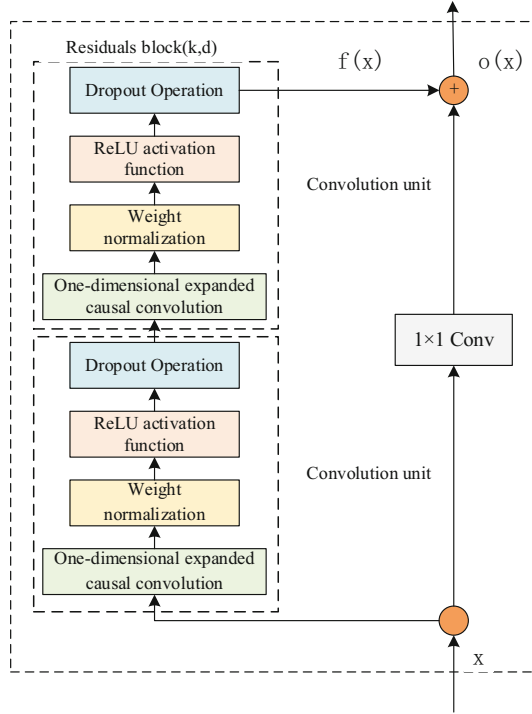 Residuals block(k,d)
f(x)
o(x)
Dropout Operation
+
ReLU activation
function
Convolution unit
Weight
normalization
One-dimensional expanded
causal convolution
1×1 Conv
Dropout Operation
ReLU activation
function
Convolution unit
Weight
normalization
One-dimensional expanded
causal convolution
x